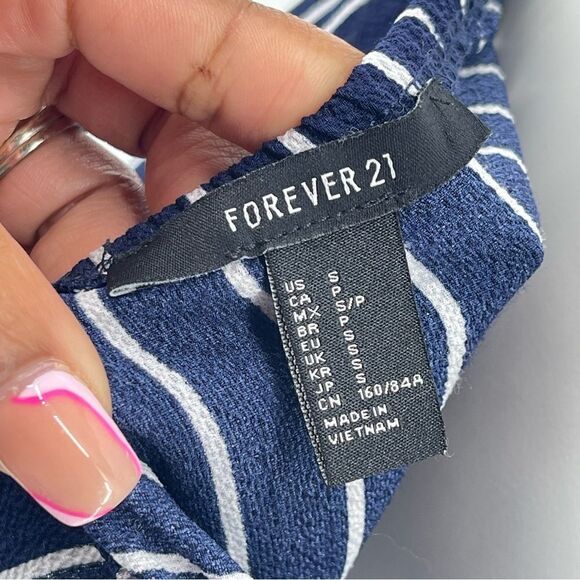 FOREVER 21
US S
CA P
MX S/P
BR P
EU S
UK S
KR S
JP S
CN 160/84A
MADE IN
VIETNAM